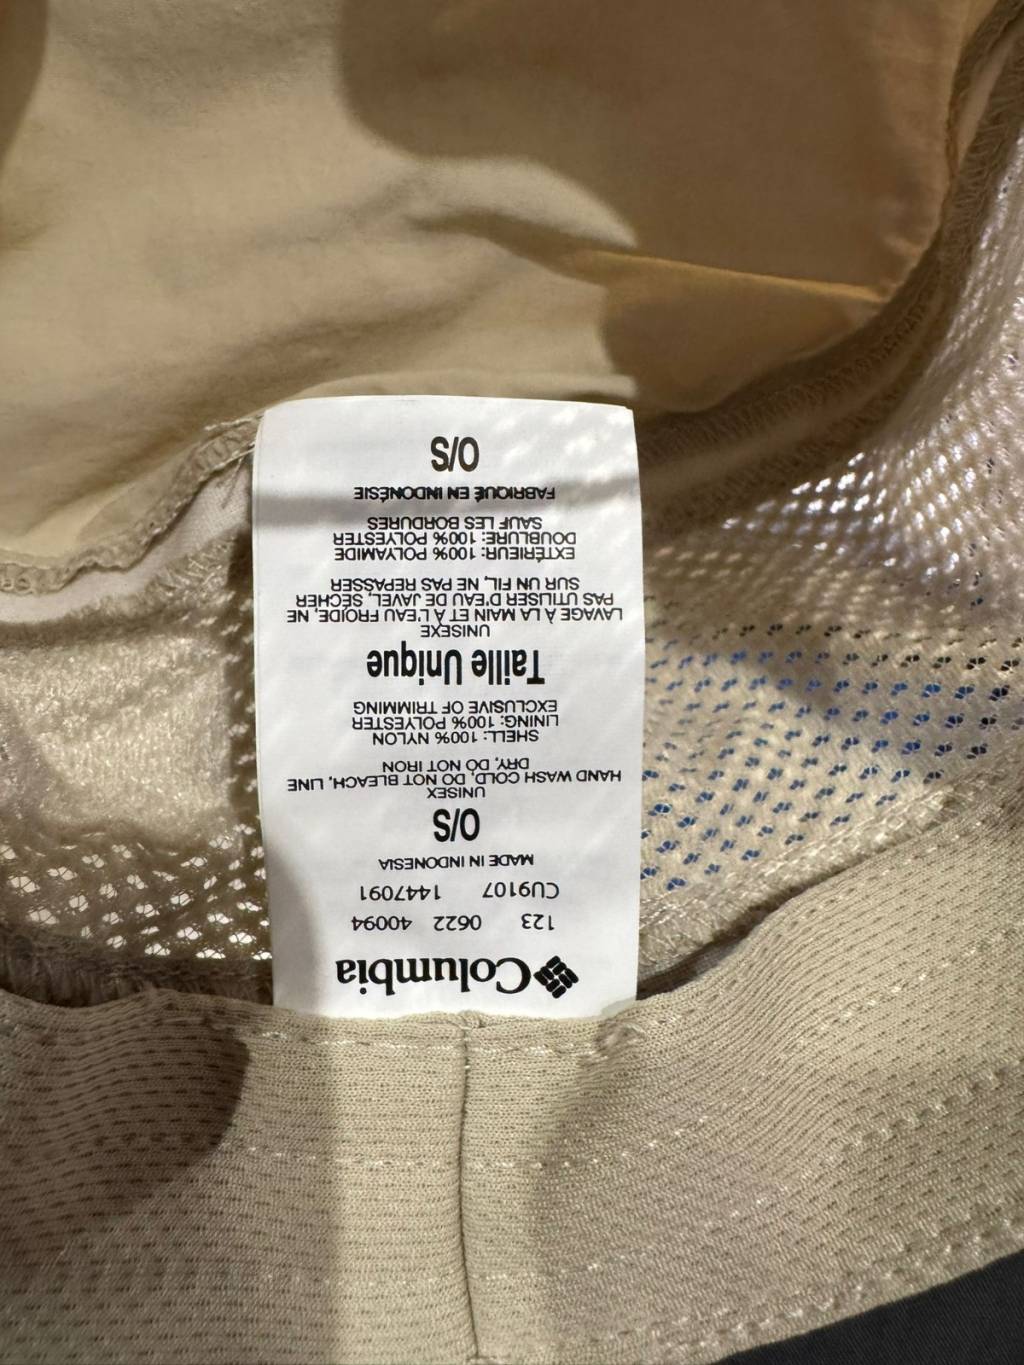 Columbia
123 0622 40094
CU9107 1447091
MADE IN INDONESIA
O/S
UNISEX
HAND WASH COLD, DO NOT BLEACH, LINE
DRY, DO NOT IRON
SHELL: 100% NYLON
LINING: 100% POLYESTER
EXCLUSIVE OF TRIMMING
Taille Unique
UNISEXE
LAVAGE À LA MAIN ET À L'EAU FROIDE, NE
PAS UTILISER D'EAU DE JAVEL, SÉCHER
SUR UN FIL, NE PAS REPASSER
EXTÉRIEUR: 100% POLYAMIDE
DOUBLURE: 100% POLYESTER
SAUF LES BORDURES
FABRIQUÉ EN INDONÉSIE
O/S